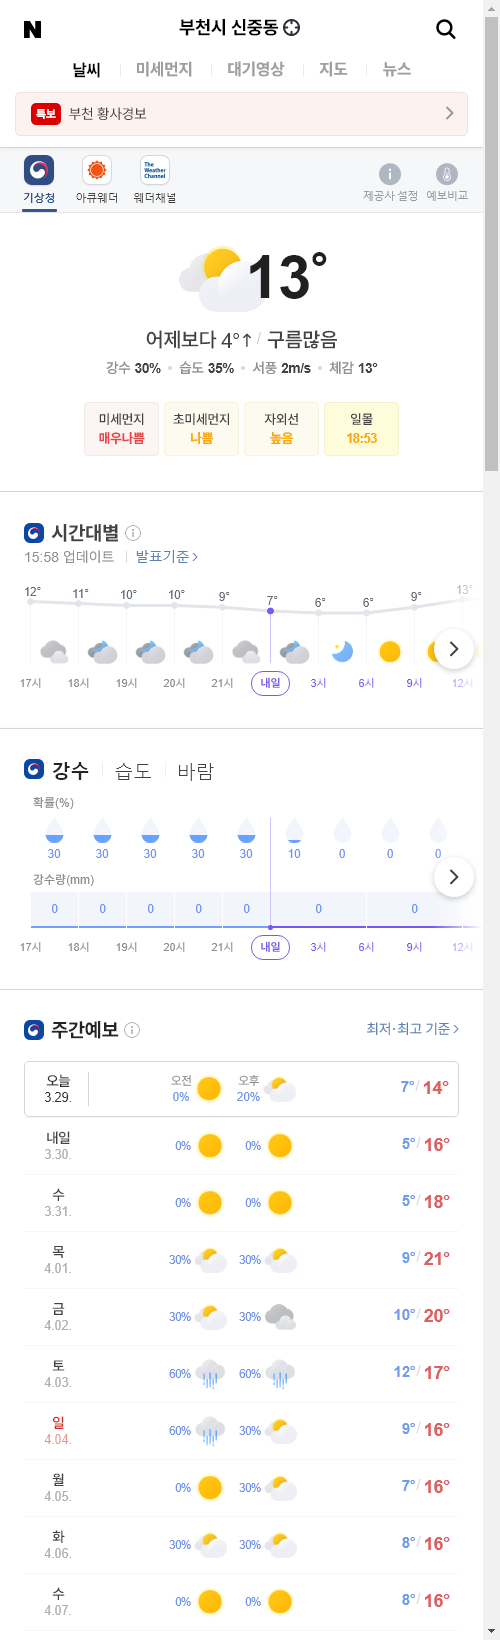 N 부천시 신중동
날씨 미세먼지 대기영상 지도 뉴스
특보 부천 황사경보
The Weather Channel
기상청 아큐웨더 웨더채널 제공사 설정 예보비교
13°
어제보다 4°↑ / 구름많음
강수 30% • 습도 35% • 서풍 2m/s • 체감 13°
미세먼지 초미세먼지 자외선 일몰
매우나쁨 나쁨 높음 18:53
시간대별
15:58 업데이트 발표기준 >
12° 11° 10° 10° 9° 7° 6° 6° 9° 13°
17시 18시 19시 20시 21시 내일 3시 6시 9시 12시
강수 습도 바람
확률(%)
30 30 30 30 30 10 0 0 0
강수량(mm)
0 0 0 0 0 0 0
17시 18시 19시 20시 21시 내일 3시 6시 9시 12시
주간예보 최저·최고 기준 >
오늘 오전 오후 7°/ 14°
3.29. 0% 20%
내일 0% 0% 5°/ 16°
3.30.
수 0% 0% 5°/ 18°
3.31.
목 30% 30% 9°/ 21°
4.01.
금 30% 30% 10°/ 20°
4.02.
토 60% 60% 12°/ 17°
4.03.
일 60% 30% 9°/ 16°
4.04.
월 0% 30% 7°/ 16°
4.05.
화 30% 30% 8°/ 16°
4.06.
수 0% 0% 8°/ 16°
4.07.